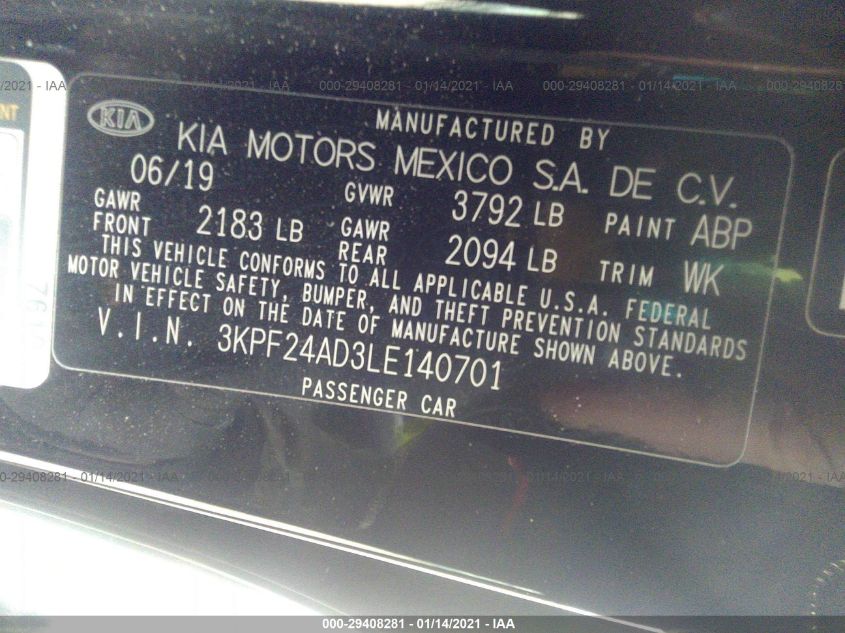 KIA
MANUFACTURED BY
KIA MOTORS MEXICO S.A. DE C.V.
06/19 GVWR 3792 LB PAINT ABP
GAWR FRONT 2183 LB GAWR REAR 2094 LB TRIM WK
THIS VEHICLE CONFORMS TO ALL APPLICABLE U.S.A. FEDERAL
MOTOR VEHICLE SAFETY, BUMPER, AND THEFT PREVENTION STANDARDS
IN EFFECT ON THE DATE OF MANUFACTURE SHOWN ABOVE.
V.I.N. 3KPF24AD3LE140701
PASSENGER CAR
000-29408281 - 01/14/2021 - IAA